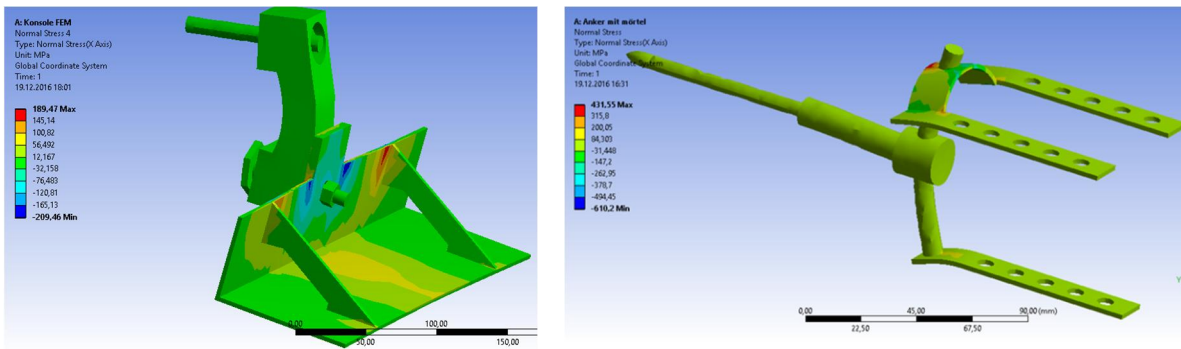 A: Konsole FEM
Normal Stress 4
Type: Normal Stress(X Axis)
Unit: MPa
Global Coordinate System
Time: 1
19.12.2016 18:01
189,47 Max
145,14
100,82
56,492
12,167
-32,158
-76,483
-120,81
-165,13
-209,46 Min
0,00
100,00
50,00
150,00
A: Anker mit mörtel
Normal Stress
Type: Normal Stress(X Axis)
Unit: MPa
Global Coordinate System
Time: 1
19.12.2016 16:31
431,55 Max
315,8
200,05
84,303
-31,448
-147,2
-262,95
-378,7
-494,45
-610,2 Min
0,00
45,00
90,00 (mm)
22,50
67,50
Y